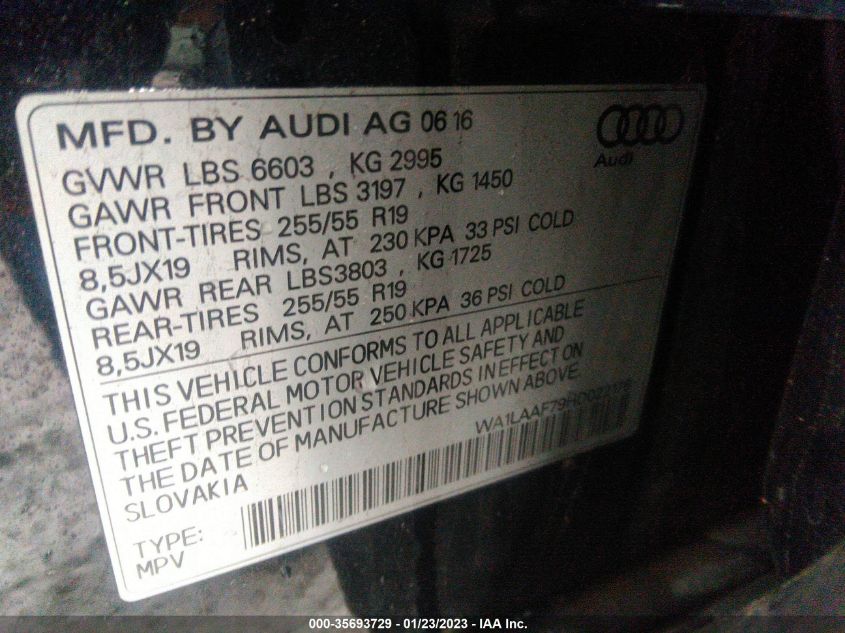 MFD. BY AUDI AG 06 16
Audi
GVWR LBS 6603 , KG 2995
GAWR FRONT LBS 3197 , KG 1450
FRONT-TIRES 255/55 R19
8,5JX19 RIMS, AT 230 KPA 33 PSI COLD
GAWR REAR LBS3803 , KG 1725
REAR-TIRES 255/55 R19
8,5JX19 RIMS, AT 250 KPA 36 PSI COLD
THIS VEHICLE CONFORMS TO ALL APPLICABLE
U.S. FEDERAL MOTOR VEHICLE SAFETY AND
THEFT PREVENTION STANDARDS IN EFFECT ON
THE DATE OF MANUFACTURE SHOWN ABOVE.
SLOVAKIA
TYPE:
MPV
000-35693729 - 01/23/2023 - IAA Inc.